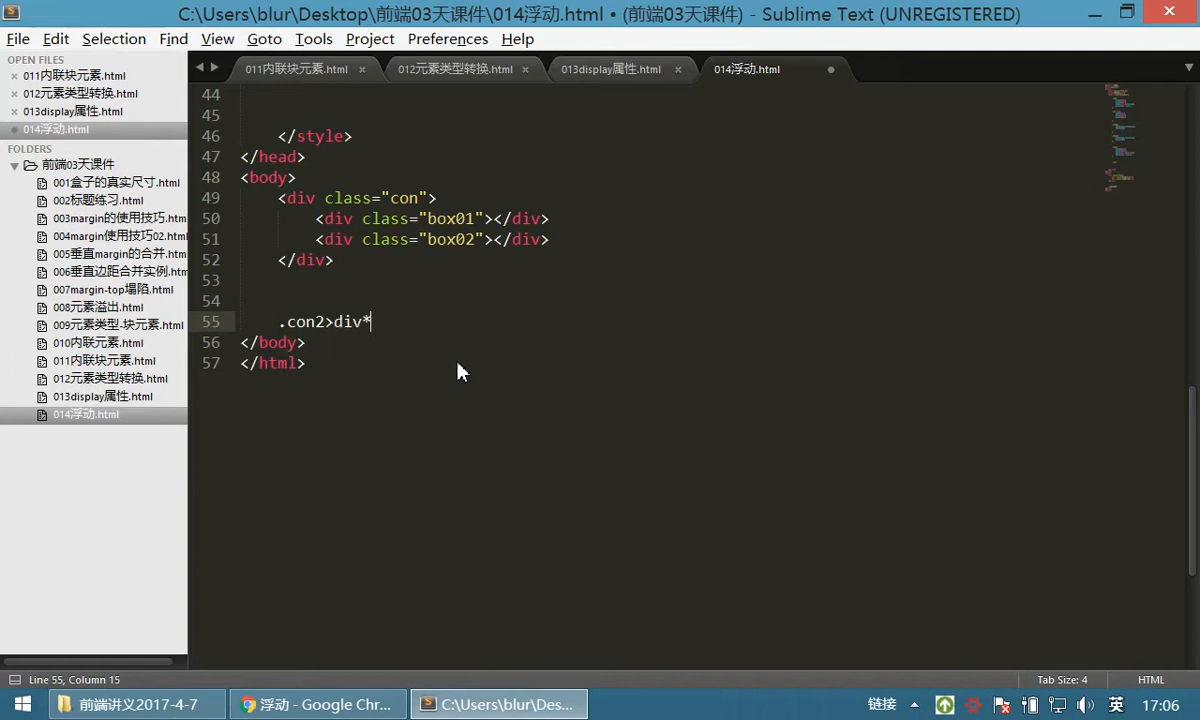 C:\Users\blur\Desktop\前端03天课件\014浮动.html • (前端03天课件) - Sublime Text (UNREGISTERED)
File Edit Selection Find View Goto Tools Project Preferences Help
OPEN FILES
011内联块元素.html
012元素类型转换.html
013display属性.html
014浮动.html
FOLDERS
前端03天课件
001盒子的真实尺寸.html
002标题练习.html
003margin的使用技巧.htm
004margin使用技巧02.htm
005垂直margin的合并.htm
006垂直边距合并实例.htm
007margin-top塌陷.html
008元素溢出.html
009元素类型-块元素.html
010内联元素.html
011内联块元素.html
012元素类型转换.html
013display属性.html
014浮动.html
011内联块元素.html 012元素类型转换.html 013display属性.html 014浮动.html
44
45
46 </style>
47 </head>
48 <body>
49 <div class="con">
50 <div class="box01"></div>
51 <div class="box02"></div>
52 </div>
53
54
55 .con2>div*
56 </body>
57 </html>
Line 55, Column 15 Tab Size: 4 HTML
前端讲义2017-4-7 浮动 - Google Chr... C:\Users\blur\Des... 链接 英 17:06